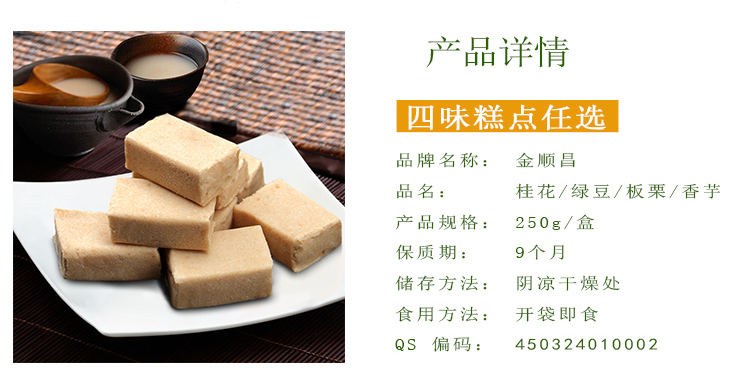 产品详情
四味糕点任选
品牌名称： 金顺昌
品名： 桂花/绿豆/板栗/香芋
产品规格： 250g/盒
保质期： 9个月
储存方法： 阴凉干燥处
食用方法： 开袋即食
QS 偏码： 450324010002